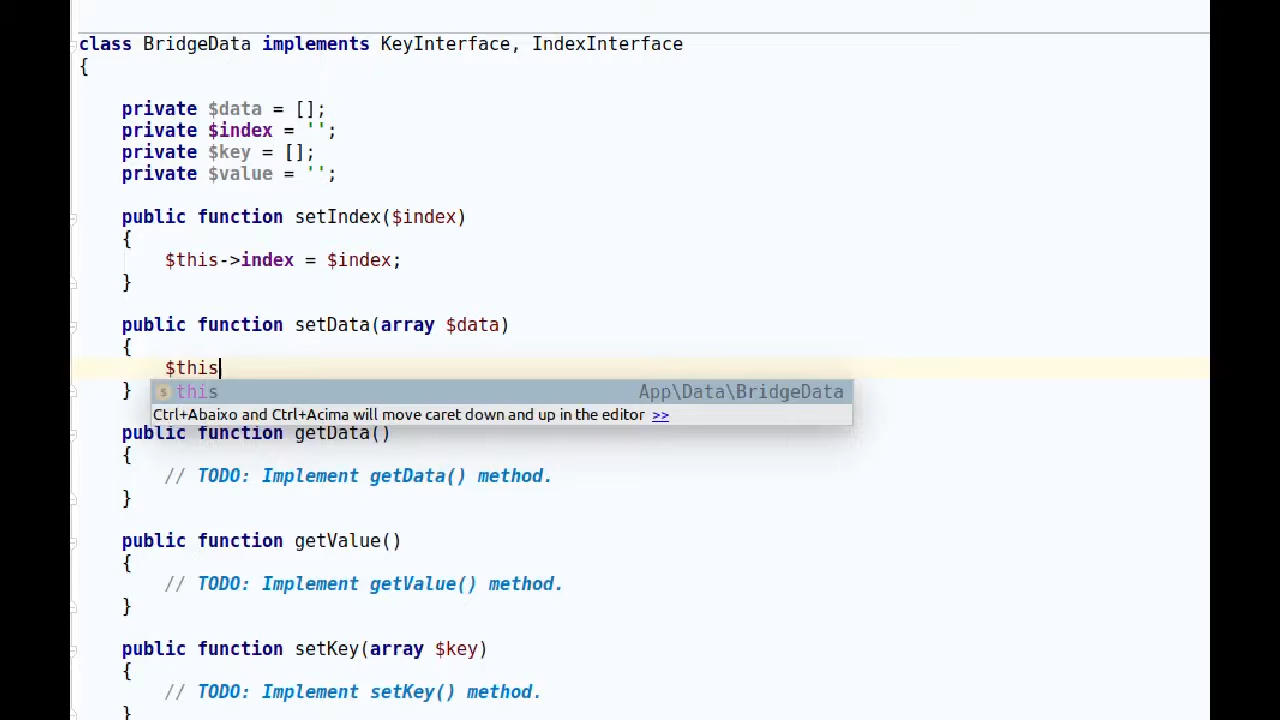 class BridgeData implements KeyInterface, IndexInterface
{
private $data = [];
private $index = '';
private $key = [];
private $value = '';
public function setIndex($index)
{
$this->index = $index;
}
public function setData(array $data)
{
$this
}
this App\Data\BridgeData
Ctrl+Abaixo and Ctrl+Acima will move caret down and up in the editor >>
public function getData()
{
// TODO: Implement getData() method.
}
public function getValue()
{
// TODO: Implement getValue() method.
}
public function setKey(array $key)
{
// TODO: Implement setKey() method.
}